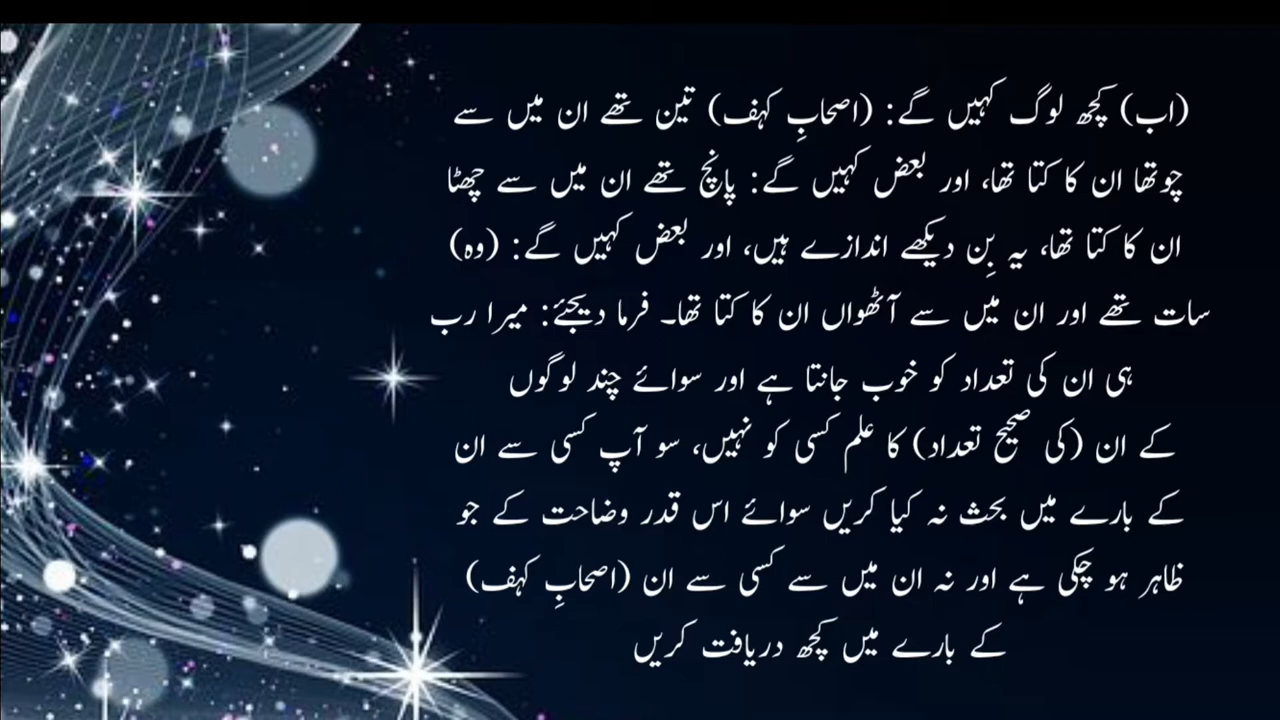 (اب) کچھ لوگ کہیں گے: (اصحابِ کہف) تین تھے ان میں سے
چوتھا ان کا کتا تھا، اور بعض کہیں گے: پانچ تھے ان میں سے چھٹا
ان کا کتا تھا، یہ بِن دیکھے اندازے ہیں، اور بعض کہیں گے: (وہ)
سات تھے اور ان میں سے آٹھواں ان کا کتا تھا۔ فرما دیجئے: میرا رب
ہی ان کی تعداد کو خوب جانتا ہے اور سوائے چند لوگوں
کے ان (کی صحیح تعداد) کا علم کسی کو نہیں، سو آپ کسی سے ان
کے بارے میں بحث نہ کیا کریں سوائے اس قدر وضاحت کے جو
ظاہر ہو چکی ہے اور نہ ان میں سے کسی سے ان (اصحابِ کہف)
کے بارے میں کچھ دریافت کریں